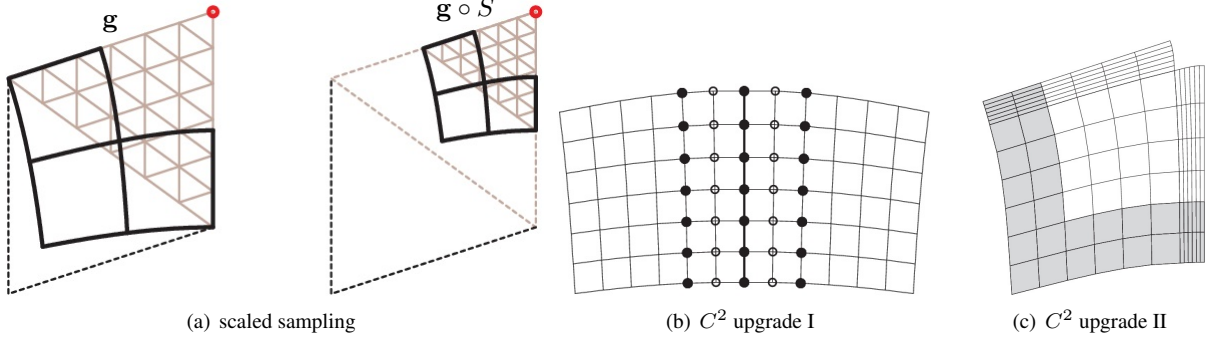 g
g ∘ S
(a) scaled sampling
(b) C² upgrade I
(c) C² upgrade II